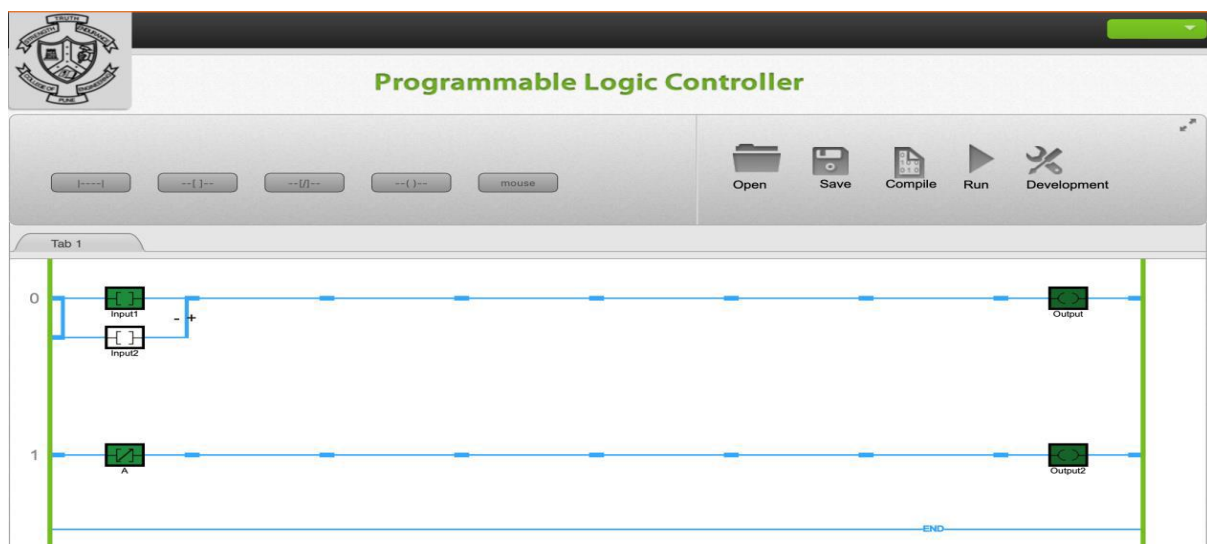 TRUTH
STRENGTH
ENDURANCE
COLLEGE OF
ENGINEERING
PUNE
Programmable Logic Controller
|----|
--[ ]--
--[/]--
--( )--
mouse
Open
Save
Compile
Run
Development
Tab 1
0
Input1
- +
Output
Input2
1
A
Output2
END